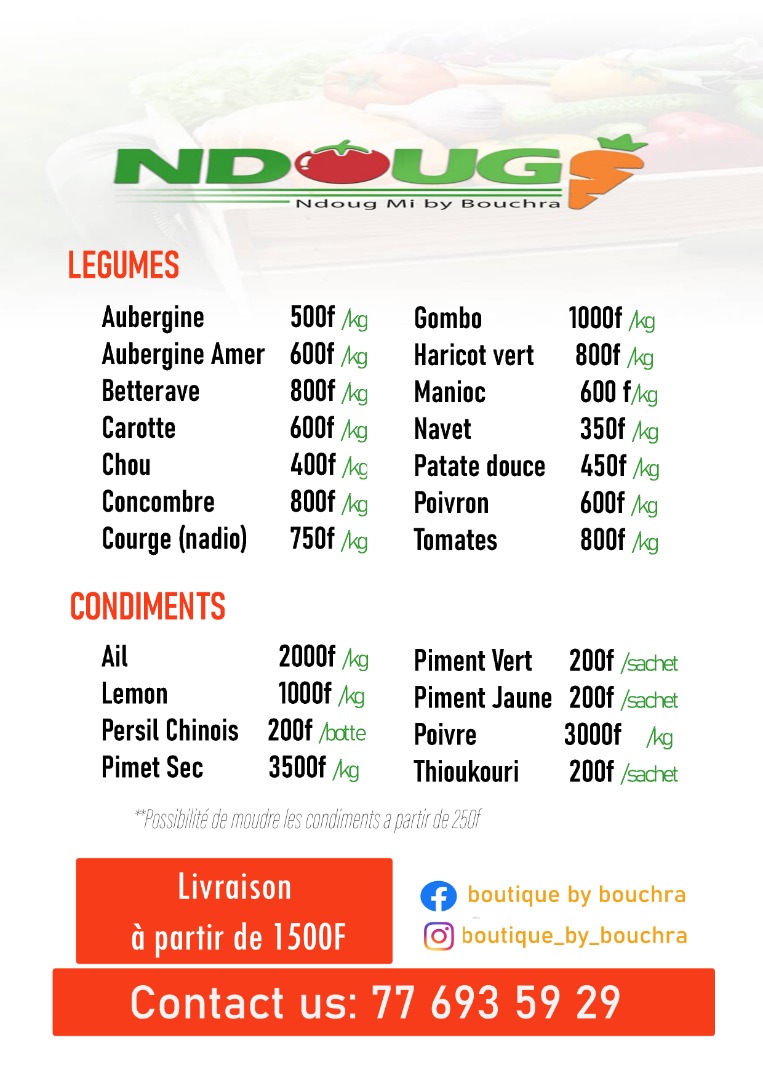 NDOUG
Ndoug Mi by Bouchra
LEGUMES
Aubergine 500f /kg
Aubergine Amer 600f /kg
Betterave 800f /kg
Carotte 600f /kg
Chou 400f /kg
Concombre 800f /kg
Courge (nadio) 750f /kg
Gombo 1000f /kg
Haricot vert 800f /kg
Manioc 600 f/kg
Navet 350f /kg
Patate douce 450f /kg
Poivron 600f /kg
Tomates 800f /kg
CONDIMENTS
Ail 2000f /kg
Lemon 1000f /kg
Persil Chinois 200f /botte
Pimet Sec 3500f /kg
Piment Vert 200f /sachet
Piment Jaune 200f /sachet
Poivre 3000f /kg
Thioukouri 200f /sachet
**Possibilité de moudre les condiments a partir de 250f
Livraison
à partir de 1500F
boutique by bouchra
boutique_by_bouchra
Contact us: 77 693 59 29